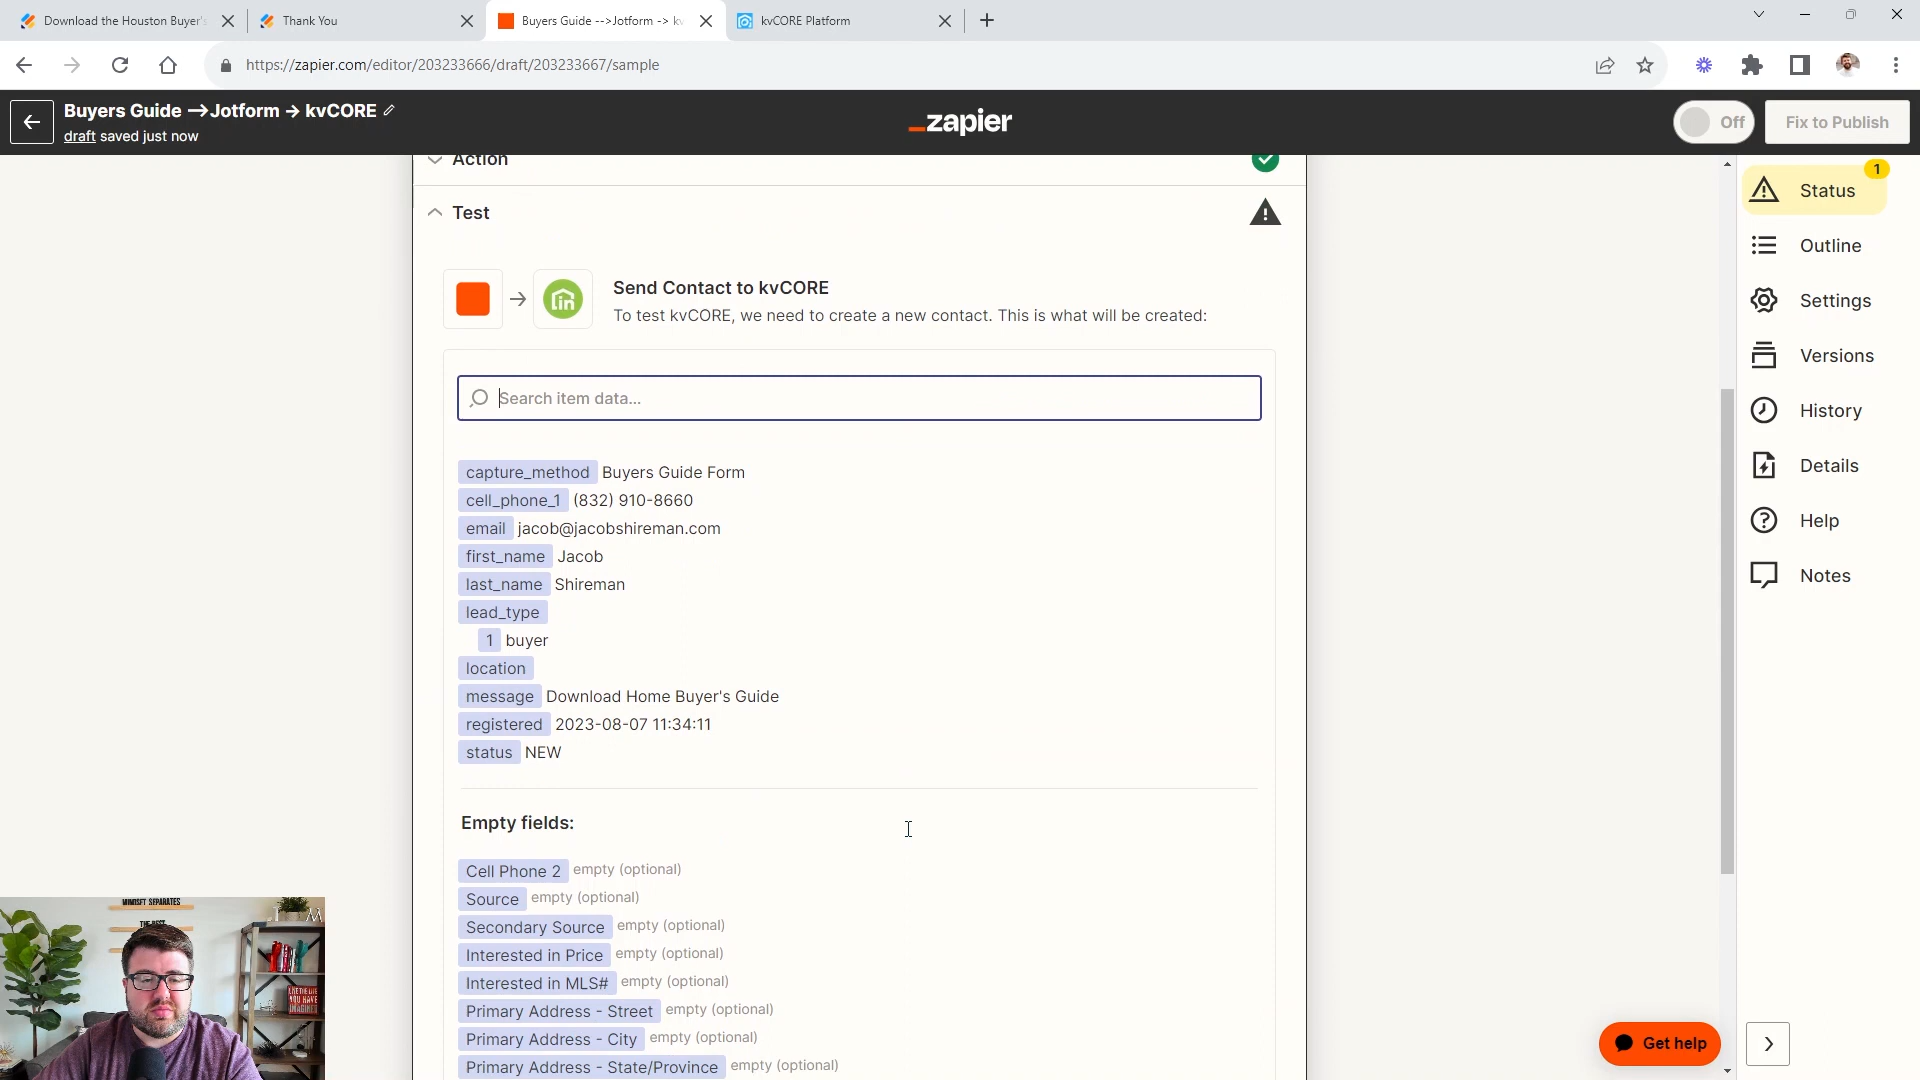 Download the Houston Buyer's
Thank You
Buyers Guide -->Jotform -> kv
kvCORE Platform
https://zapier.com/editor/203233666/draft/203233667/sample
Buyers Guide -->Jotform -> kvCORE
draft saved just now
_zapier
Off
Fix to Publish
Action
Test
Send Contact to kvCORE
To test kvCORE, we need to create a new contact. This is what will be created:
Search item data...
capture_method Buyers Guide Form
cell_phone_1 (832) 910-8660
email jacob@jacobshireman.com
first_name Jacob
last_name Shireman
lead_type
1 buyer
location
message Download Home Buyer's Guide
registered 2023-08-07 11:34:11
status NEW
Empty fields:
Cell Phone 2 empty (optional)
Source empty (optional)
Secondary Source empty (optional)
Interested in Price empty (optional)
Interested in MLS# empty (optional)
Primary Address - Street empty (optional)
Primary Address - City empty (optional)
Primary Address - State/Province empty (optional)
1
Status
Outline
Settings
Versions
History
Details
Help
Notes
Get help
MINDSET SEPARATES
THE BEST